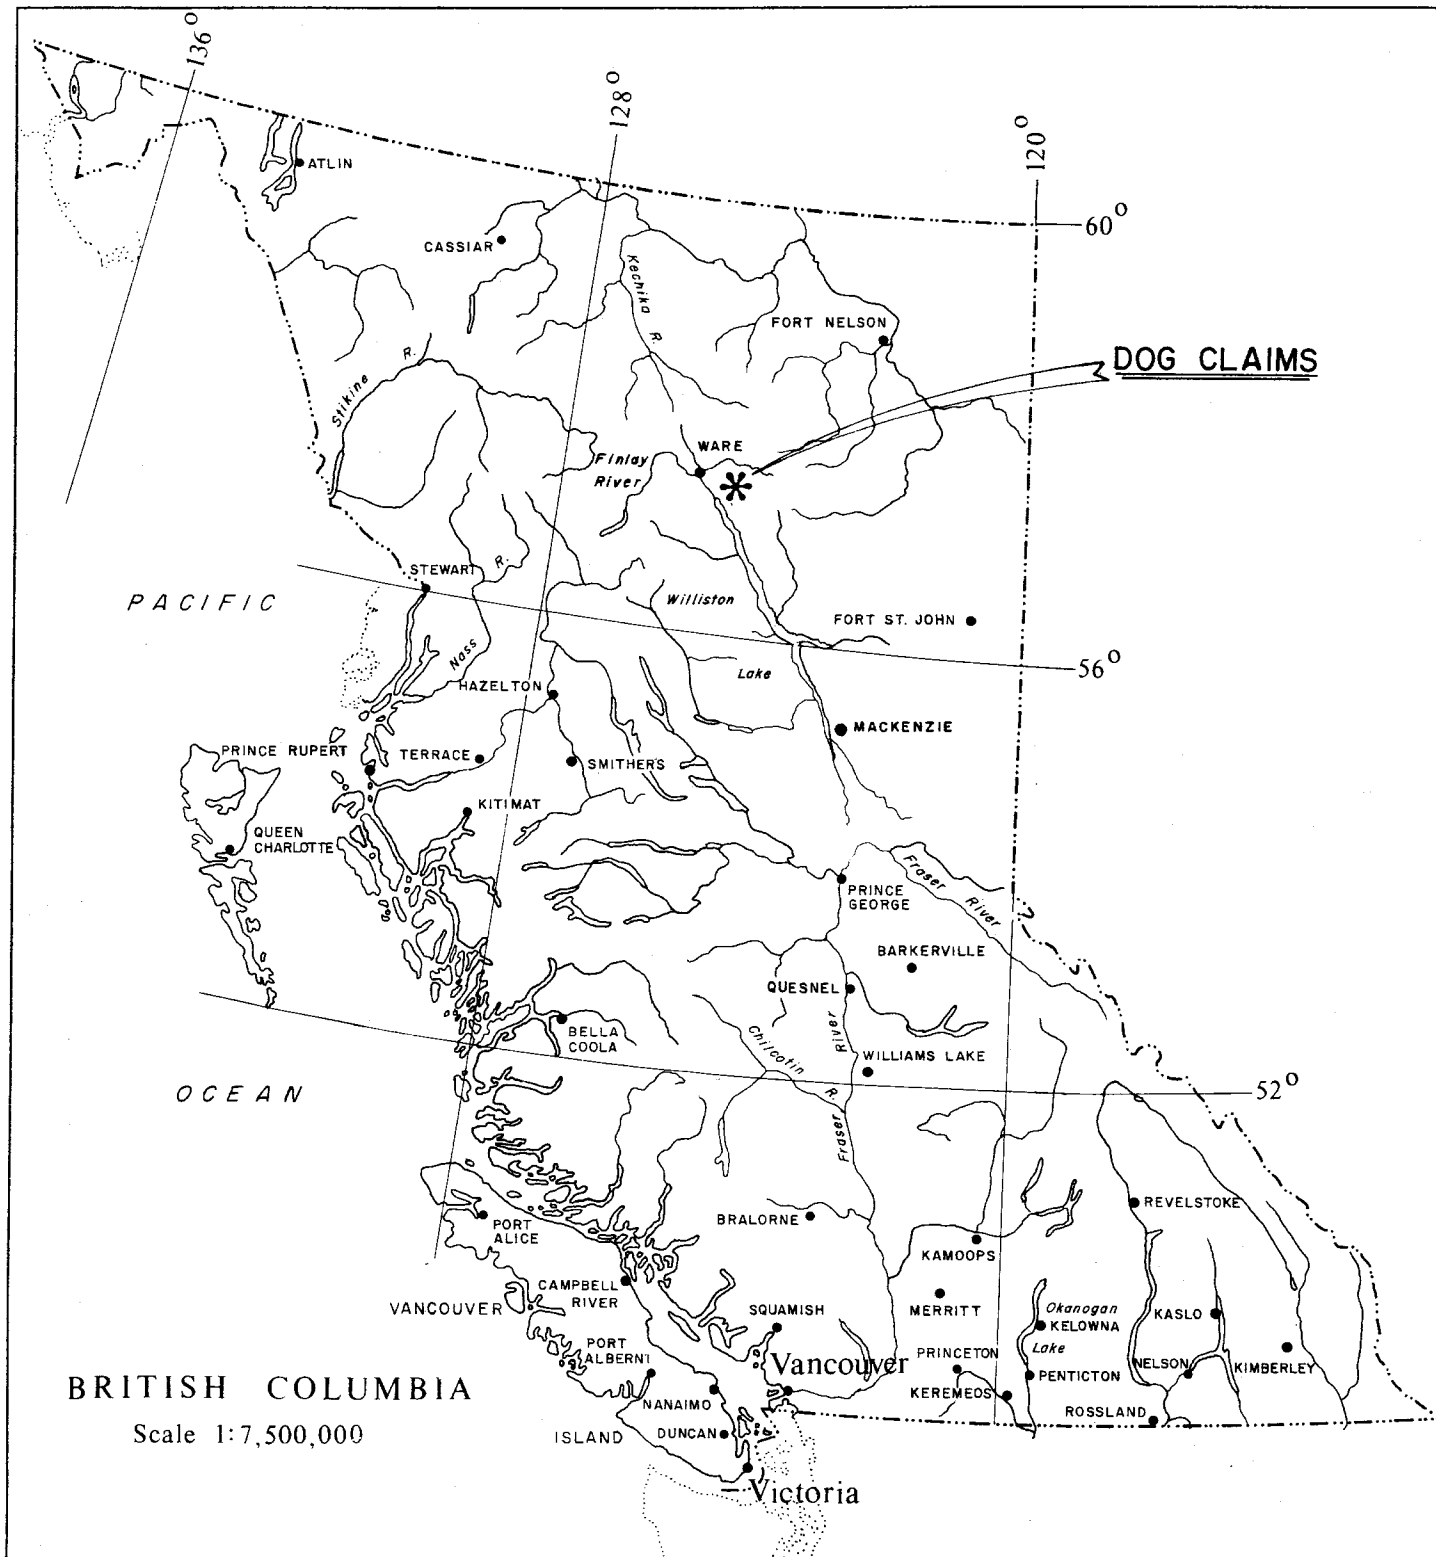 136°
128°
120°
ATLIN
60°
CASSIAR
Kechika R.
FORT NELSON
DOG CLAIMS
Stikine R.
WARE
Finlay
River
STEWART
R.
PACIFIC
Williston
FORT ST. JOHN
Nass
56°
Lake
HAZELTON
MACKENZIE
PRINCE RUPERT
TERRACE
SMITHERS
KITIMAT
QUEEN
CHARLOTTE
Fraser River
PRINCE
GEORGE
BARKERVILLE
QUESNEL
BELLA
COOLA
Chilcotin R.
Fraser River
WILLIAMS LAKE
52°
OCEAN
REVELSTOKE
PORT
ALICE
BRALORNE
KAMOOPS
CAMPBELL
RIVER
VANCOUVER
SQUAMISH
MERRITT
Okanogan
KELOWNA
Lake
KASLO
PORT
ALBERNI
Vancouver
PRINCETON
PENTICTON
NELSON
KIMBERLEY
BRITISH COLUMBIA
NANAIMO
KEREMEOS
ROSSLAND
Scale 1:7,500,000
ISLAND
DUNCAN
Victoria